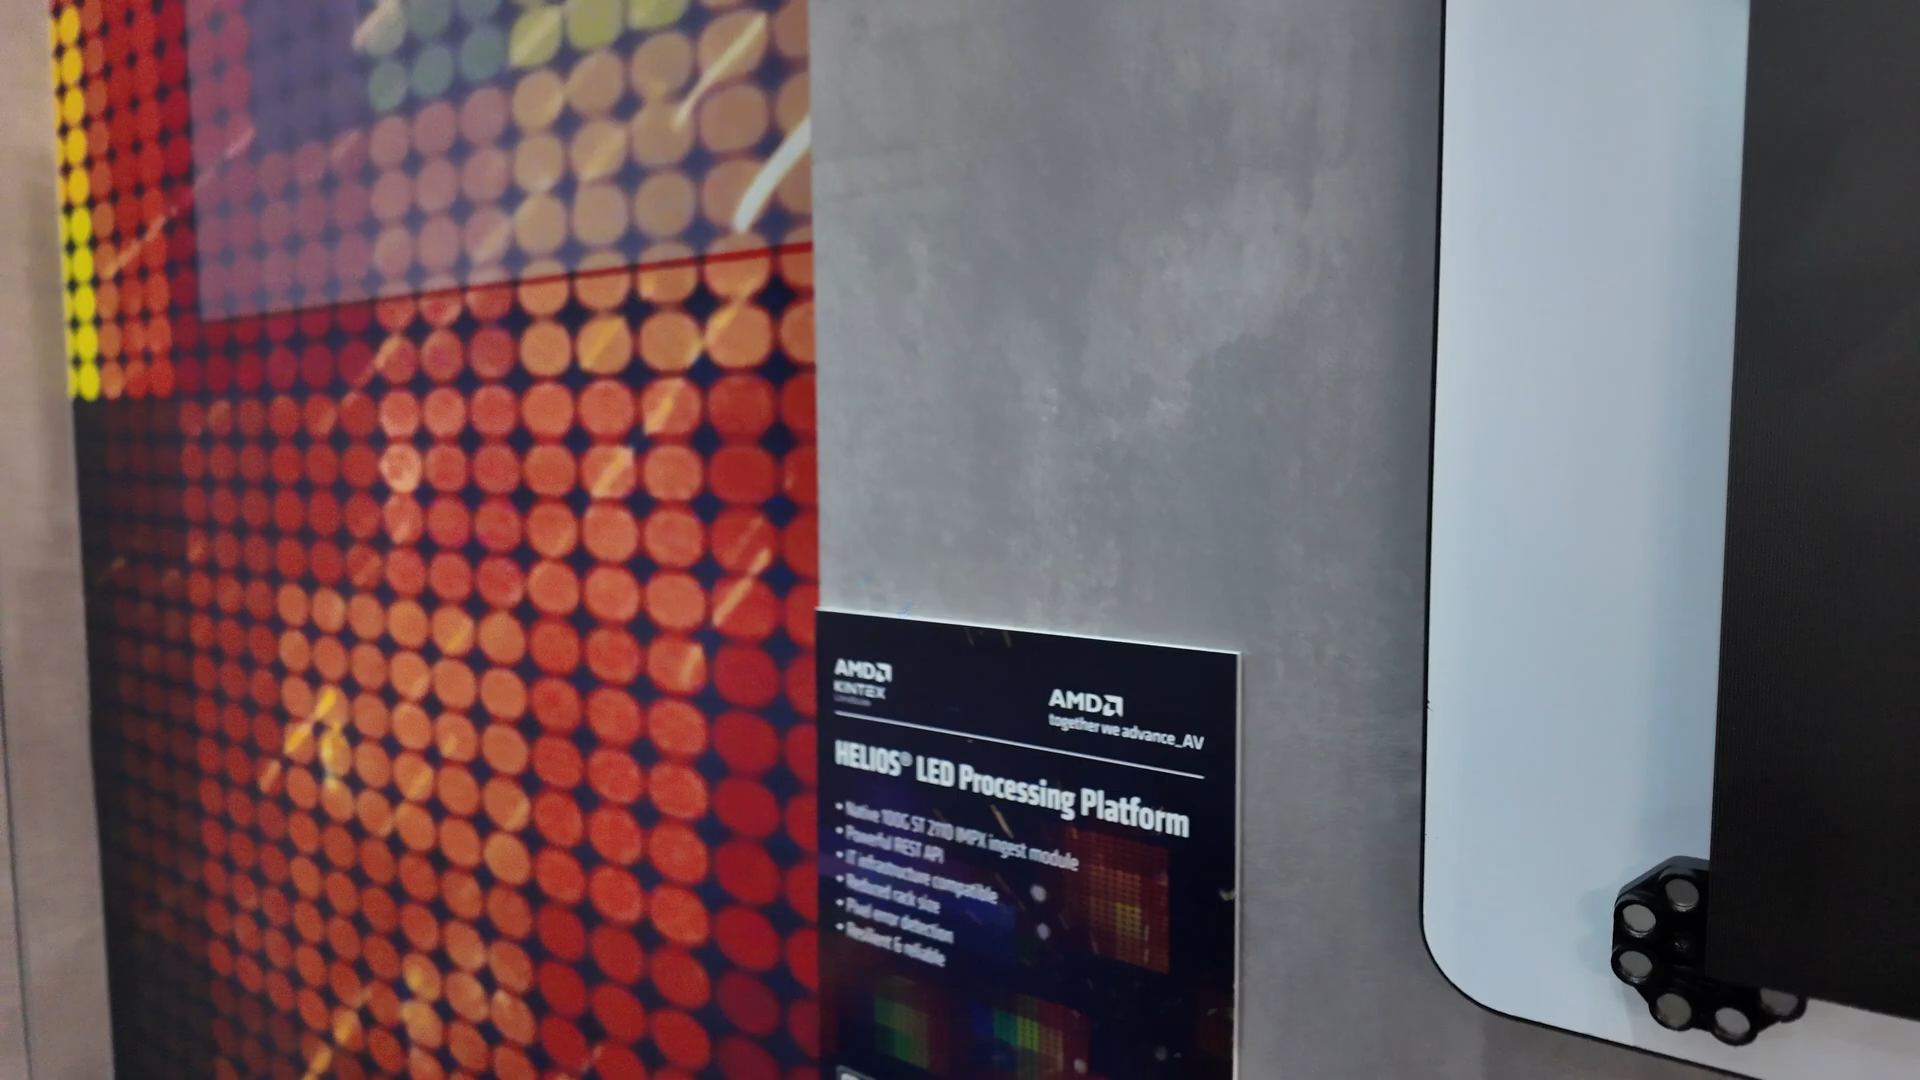 AMD
KINTEX
AMD
together we advance_AV
HELIOS® LED Processing Platform
• Native 100G ST 2110 IMPX ingest module
• Powerful REST API
• IT infrastructure compatible
• Reduced rack size
• Pixel error detection
• Resilient & reliable